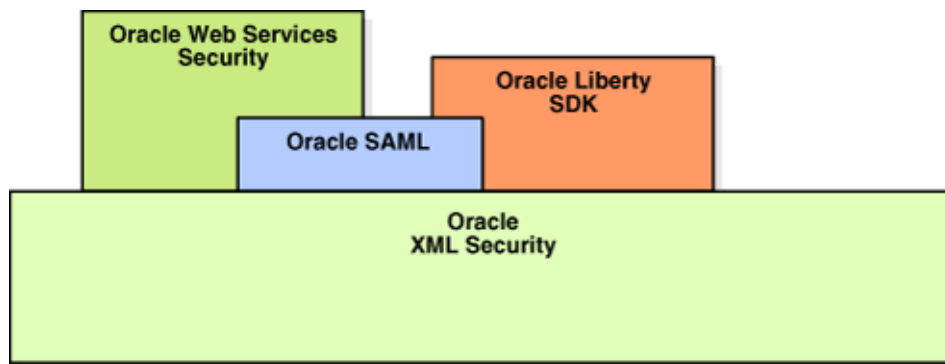 Oracle Web Services
Security
Oracle Liberty
SDK
Oracle SAML
Oracle
XML Security